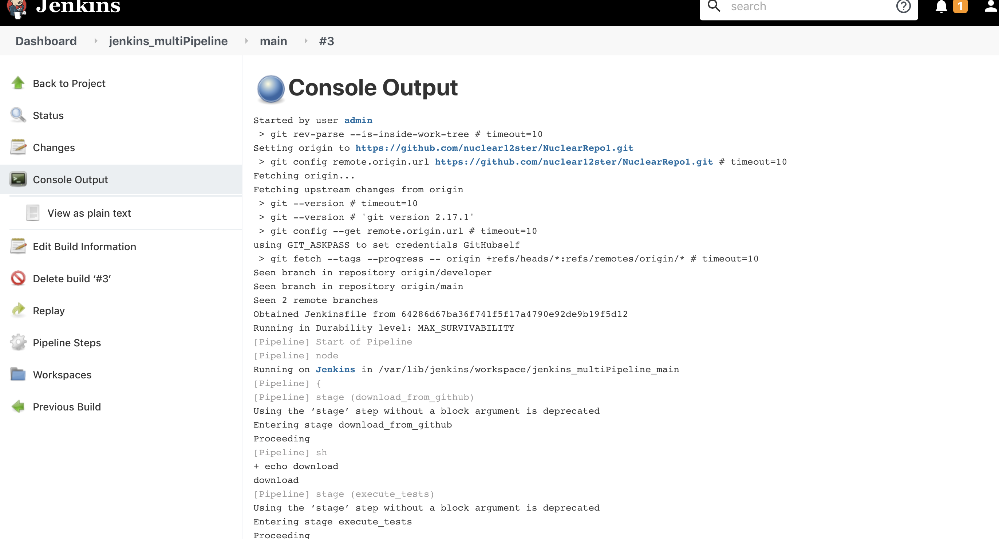 Jenkins
search
1
Dashboard
jenkins_multiPipeline
main
#3
Back to Project
Status
Changes
Console Output
View as plain text
Edit Build Information
Delete build ‘#3’
Replay
Pipeline Steps
Workspaces
Previous Build
Console Output
Started by user admin
> git rev-parse --is-inside-work-tree # timeout=10
Setting origin to https://github.com/nuclear12ster/NuclearRepo1.git
> git config remote.origin.url https://github.com/nuclear12ster/NuclearRepo1.git # timeout=10
Fetching origin...
Fetching upstream changes from origin
> git --version # timeout=10
> git --version # 'git version 2.17.1'
> git config --get remote.origin.url # timeout=10
using GIT_ASKPASS to set credentials GitHubself
> git fetch --tags --progress -- origin +refs/heads/*:refs/remotes/origin/* # timeout=10
Seen branch in repository origin/developer
Seen branch in repository origin/main
Seen 2 remote branches
Obtained Jenkinsfile from 64286d67ba36f741f5f17a4790e92de9b19f5d12
Running in Durability level: MAX_SURVIVABILITY
[Pipeline] Start of Pipeline
[Pipeline] node
Running on Jenkins in /var/lib/jenkins/workspace/jenkins_multiPipeline_main
[Pipeline] {
[Pipeline] stage (download_from_github)
Using the ‘stage’ step without a block argument is deprecated
Entering stage download_from_github
Proceeding
[Pipeline] sh
+ echo download
download
[Pipeline] stage (execute_tests)
Using the ‘stage’ step without a block argument is deprecated
Entering stage execute_tests
Proceeding